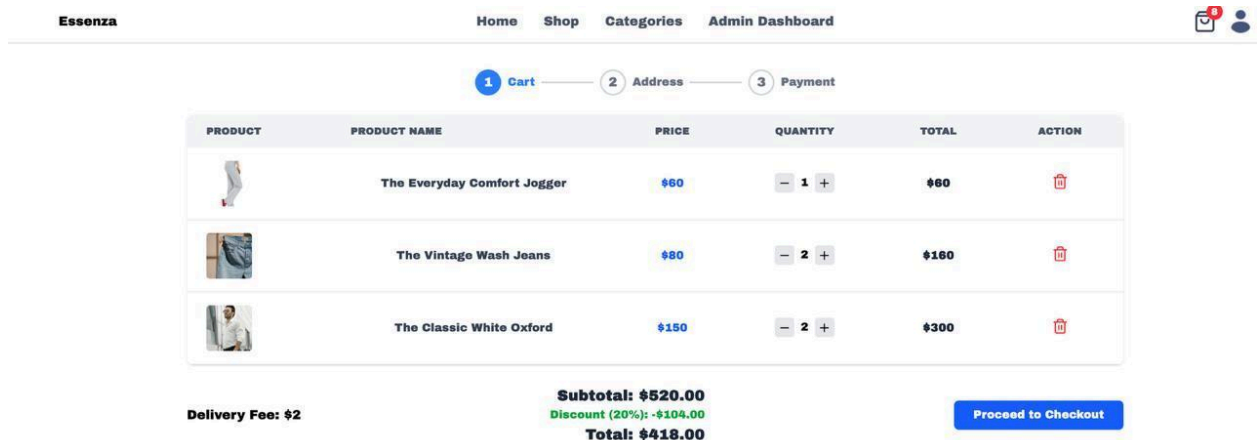 Essenza Home Shop Categories Admin Dashboard 8
1 Cart 2 Address 3 Payment
PRODUCT PRODUCT NAME PRICE QUANTITY TOTAL ACTION
The Everyday Comfort Jogger $60 − 1 + $60
The Vintage Wash Jeans $80 − 2 + $160
The Classic White Oxford $150 − 2 + $300
Subtotal: $520.00
Delivery Fee: $2 Discount (20%): -$104.00 Proceed to Checkout
Total: $418.00